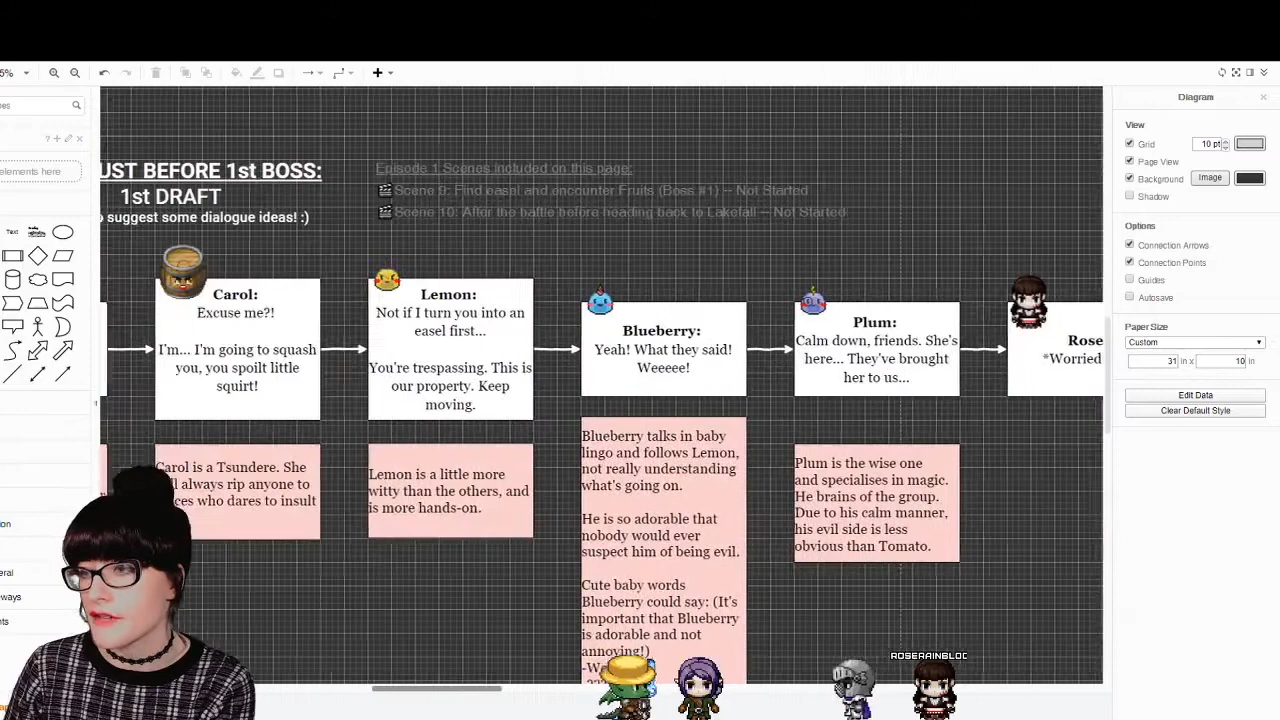 5%
Diagram
View
Grid
10 pt
Page View
Background
Image
Shadow
Options
Connection Arrows
Connection Points
Guides
Autosave
Paper Size
Custom
31 in x
10 in
Edit Data
Clear Default Style
elements here
Text
UST BEFORE 1st BOSS:
1st DRAFT
suggest some dialogue ideas! :)
Episode 1 Scenes included on this page:
Scene 9: Find easel and encounter Fruits (Boss #1) -- Not Started
Scene 10: After the battle before heading back to Lakefall -- Not Started
Carol:
Excuse me?!
I'm... I'm going to squash
you, you spoilt little
squirt!
Lemon:
Not if I turn you into an
easel first...
You're trespassing. This is
our property. Keep
moving.
Blueberry:
Yeah! What they said!
Weeeee!
Plum:
Calm down, friends. She's
here... They've brought
her to us...
Rose
*Worried
Carol is a Tsundere. She
always rip anyone to
who dares to insult
Lemon is a little more
witty than the others, and
is more hands-on.
Blueberry talks in baby
lingo and follows Lemon,
not really understanding
what's going on.
He is so adorable that
nobody would ever
suspect him of being evil.
Cute baby words
Blueberry could say: (It's
important that Blueberry
is adorable and not
annoying!)
Plum is the wise one
and specialises in magic.
He brains of the group.
Due to his calm manner,
his evil side is less
obvious than Tomato.
ROSERAINBLOC